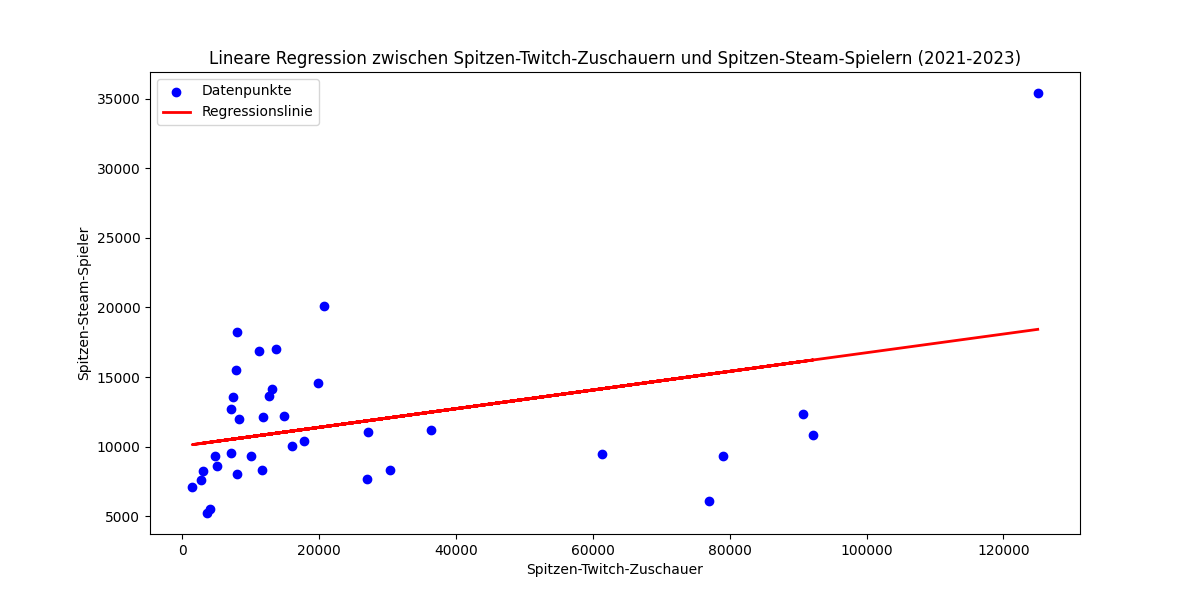 Lineare Regression zwischen Spitzen-Twitch-Zuschauern und Spitzen-Steam-Spielern (2021-2023)
Datenpunkte
Regressionslinie
Spitzen-Steam-Spieler
35000
30000
25000
20000
15000
10000
5000
0 20000 40000 60000 80000 100000 120000
Spitzen-Twitch-Zuschauer